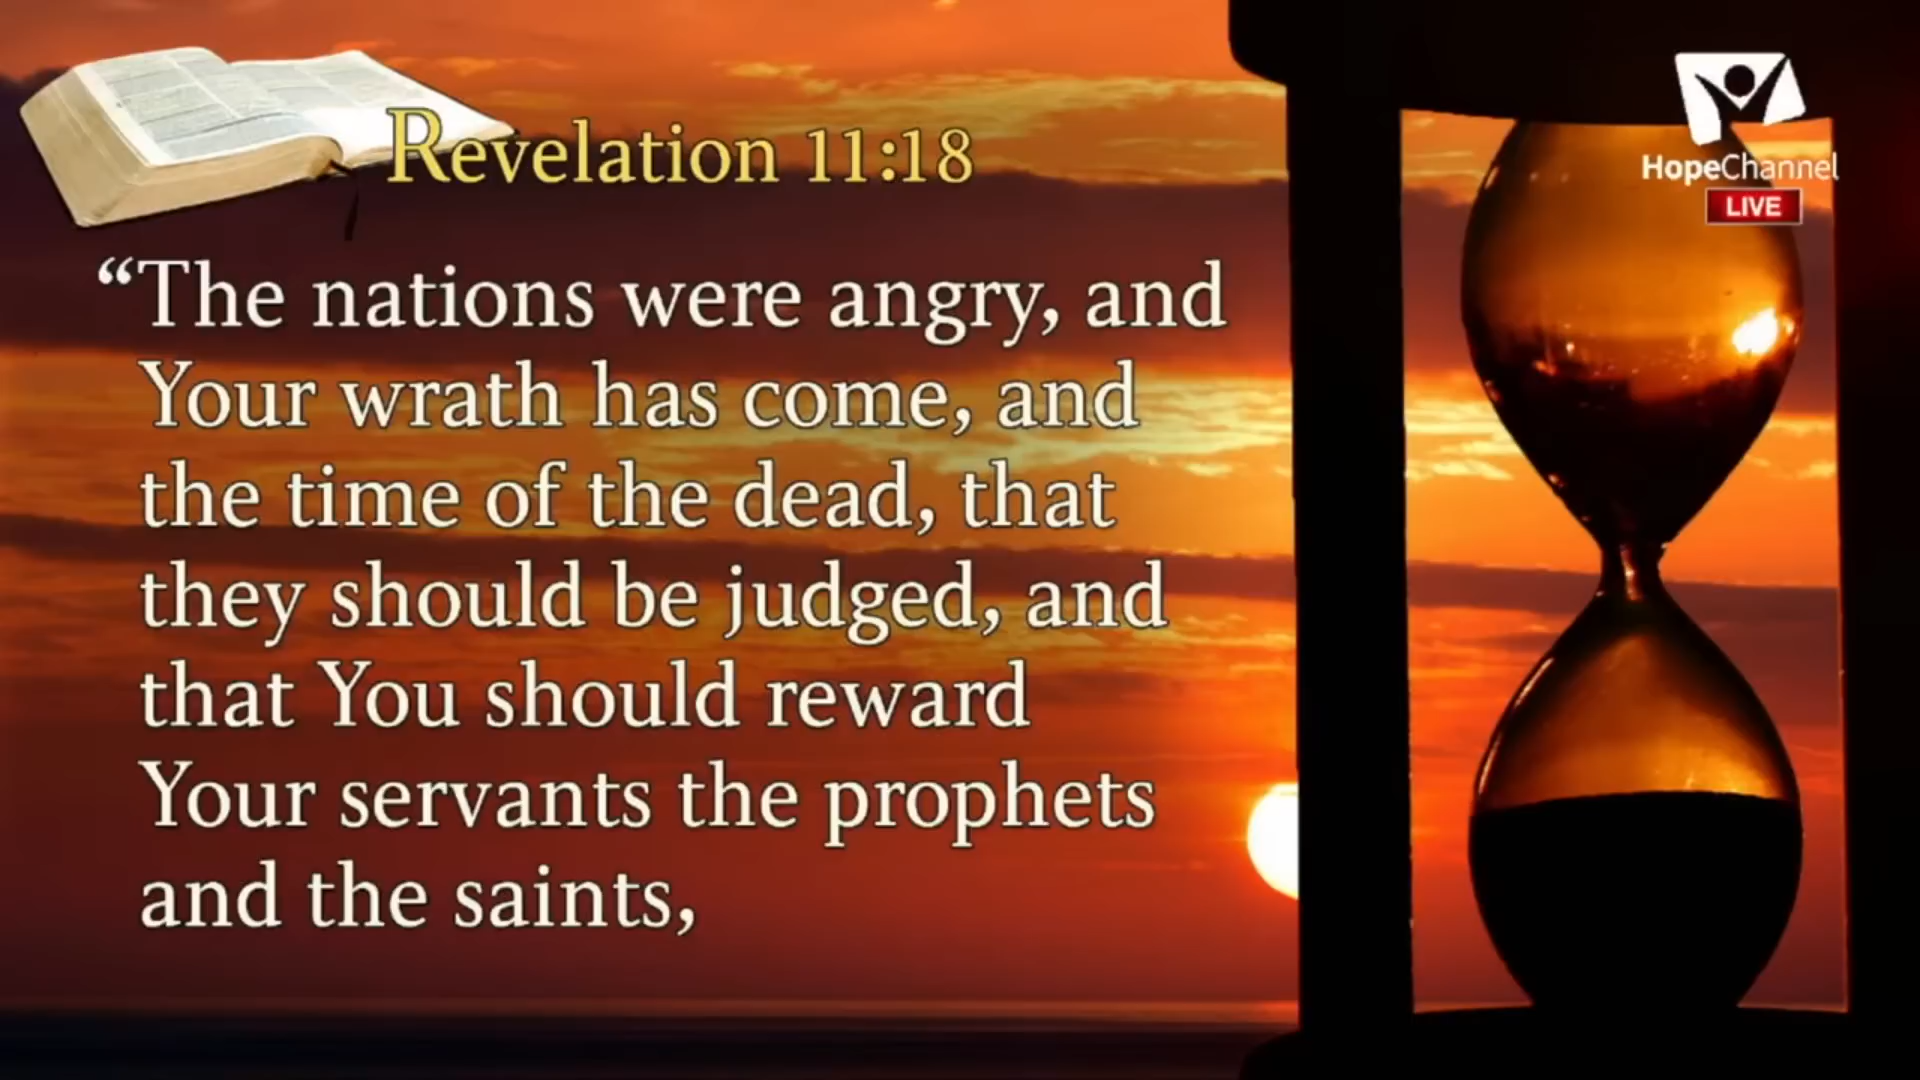 Revelation 11:18
HopeChannel
LIVE
“The nations were angry, and
Your wrath has come, and
the time of the dead, that
they should be judged, and
that You should reward
Your servants the prophets
and the saints,